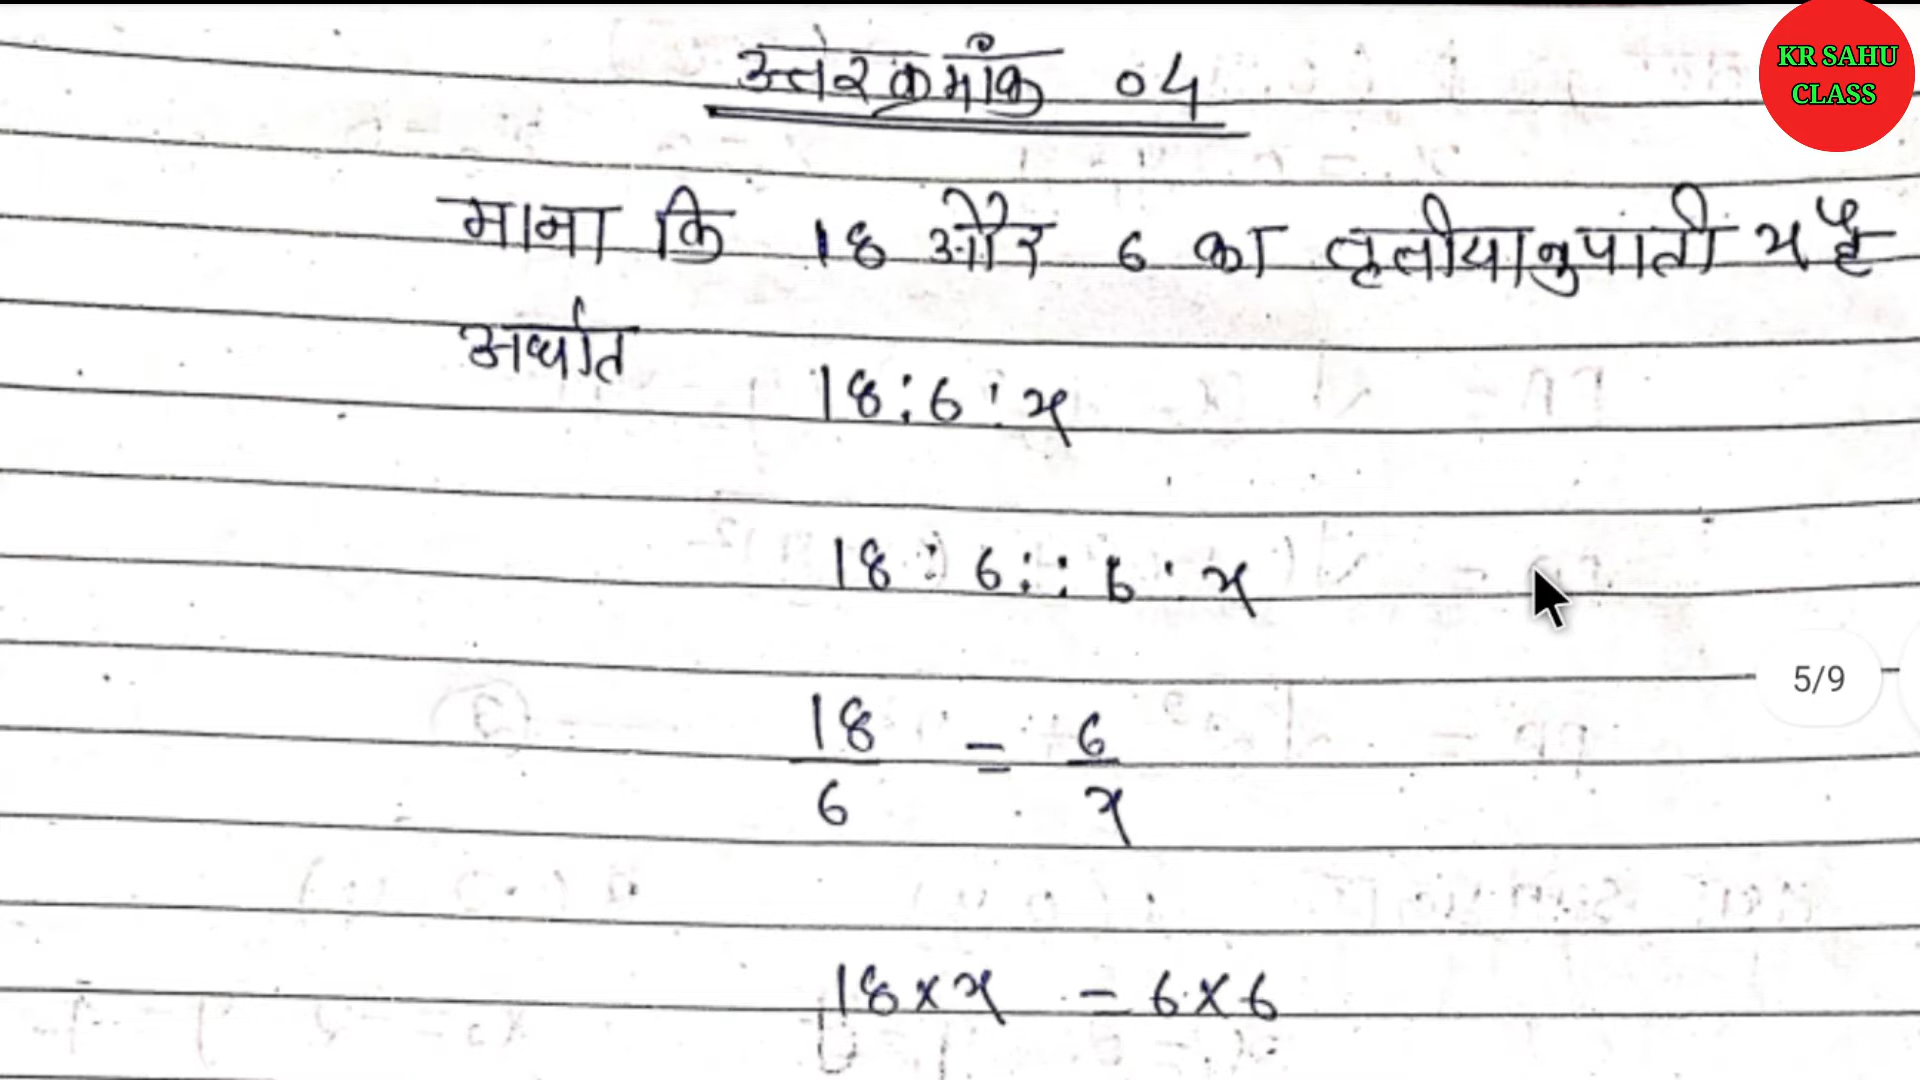 KR SAHU
CLASS
उत्तर क्रमांक 04
माना कि 18 और 6 का तृतीयानुपाती x है
अर्थात
18 : 6 : x
18 : 6 :: 6 : x
18/6 = 6/x
5/9
18 × x = 6 × 6